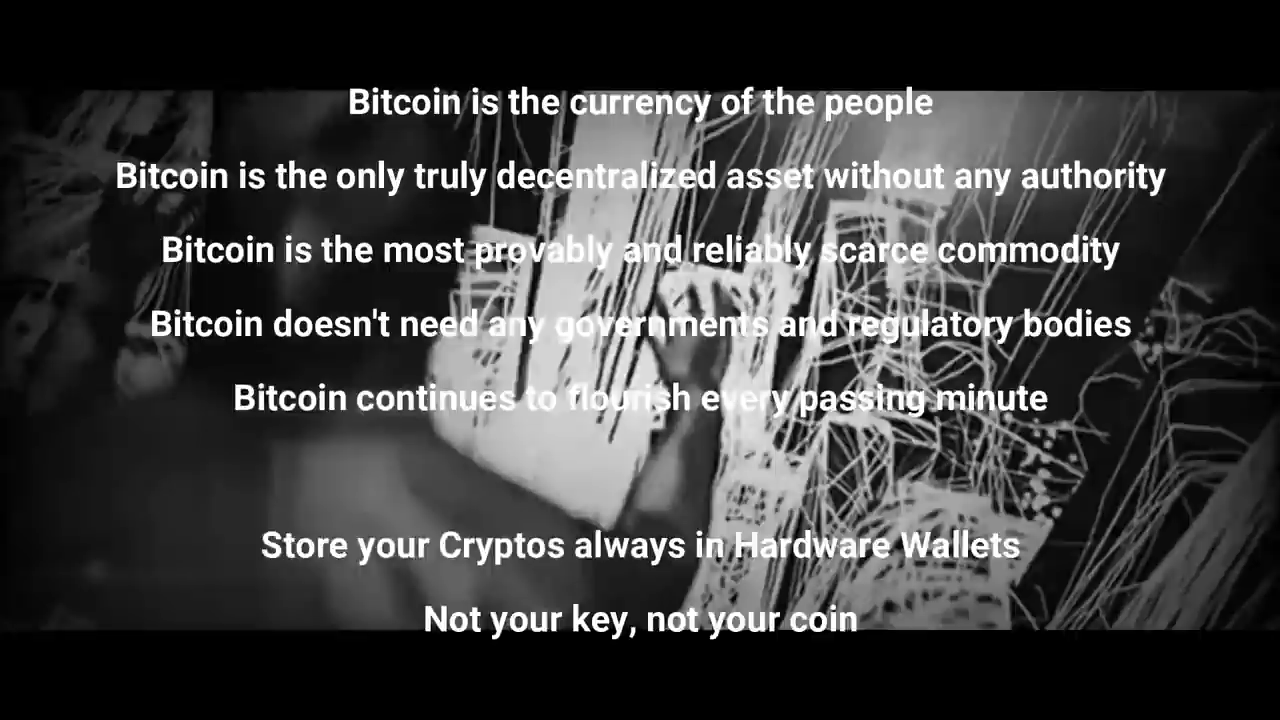 Bitcoin is the currency of the people
Bitcoin is the only truly decentralized asset without any authority
Bitcoin is the most provably and reliably scarce commodity
Bitcoin doesn't need any governments and regulatory bodies
Bitcoin continues to flourish every passing minute
Store your Cryptos always in Hardware Wallets
Not your key, not your coin